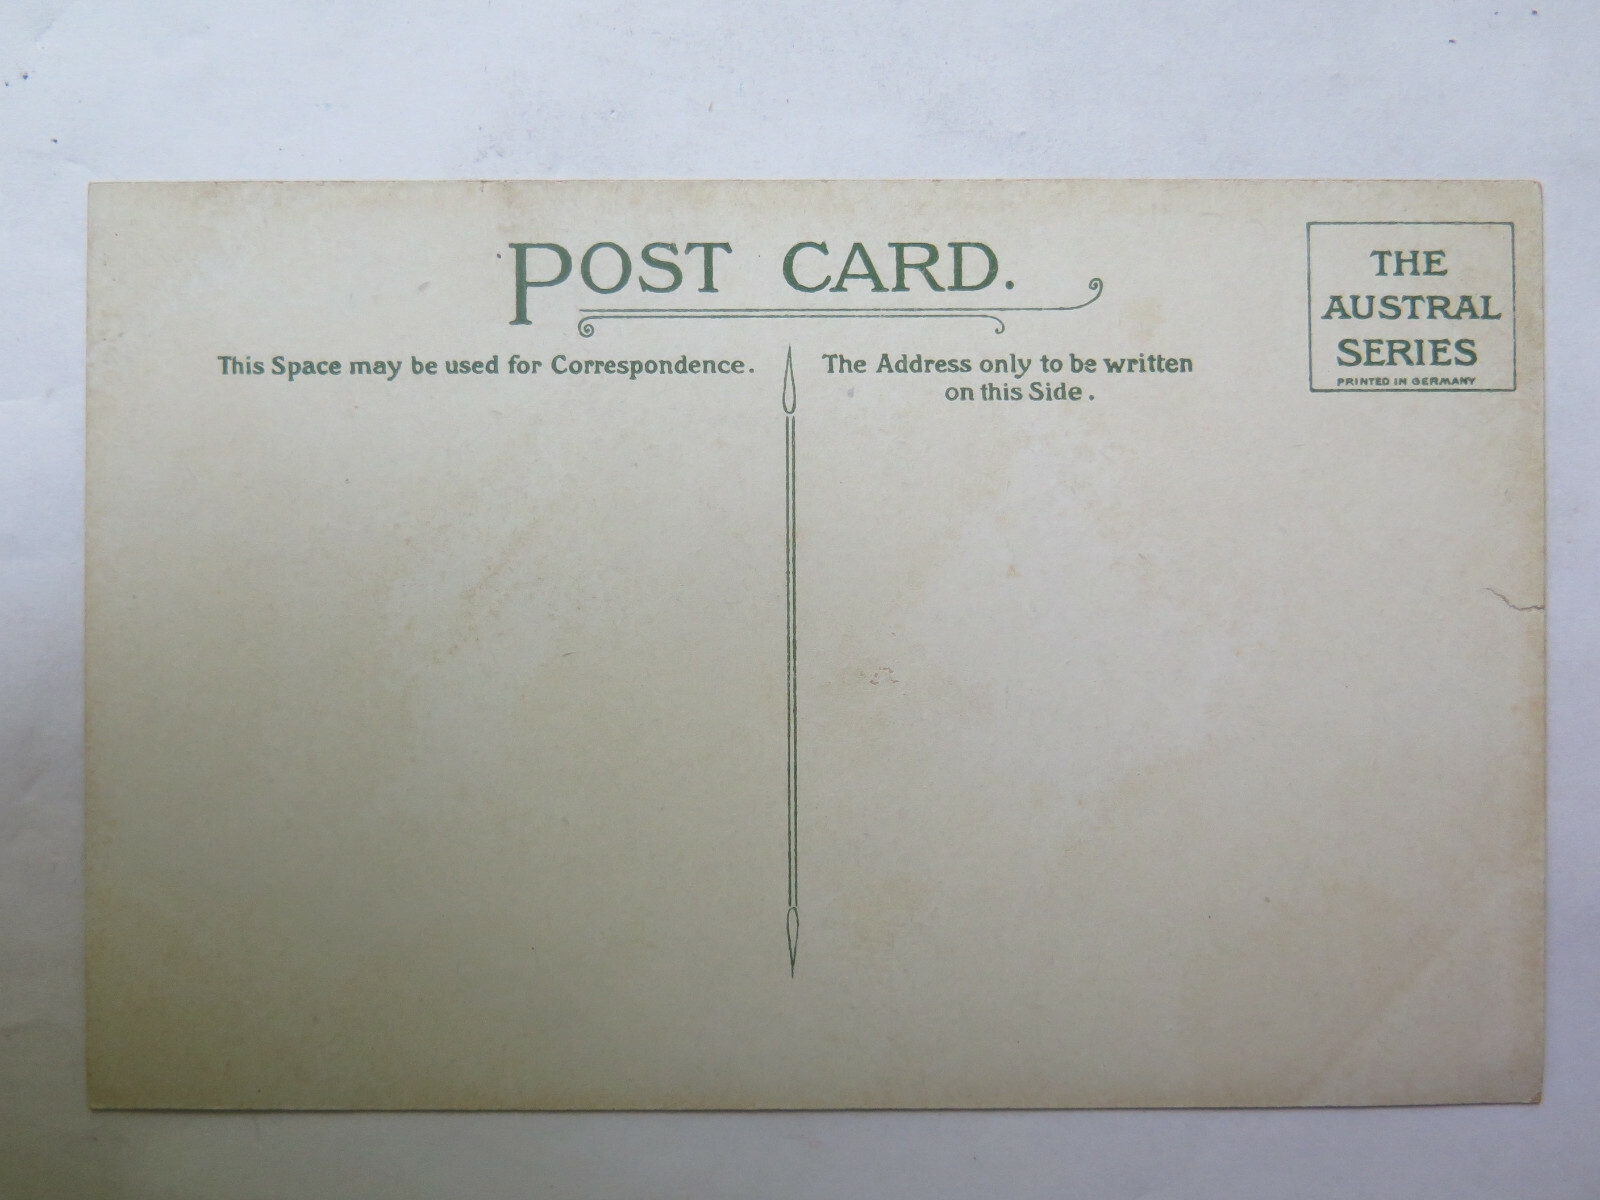 POST CARD.
This Space may be used for Correspondence.
The Address only to be written
on this Side.
THE
AUSTRAL
SERIES
PRINTED IN GERMANY